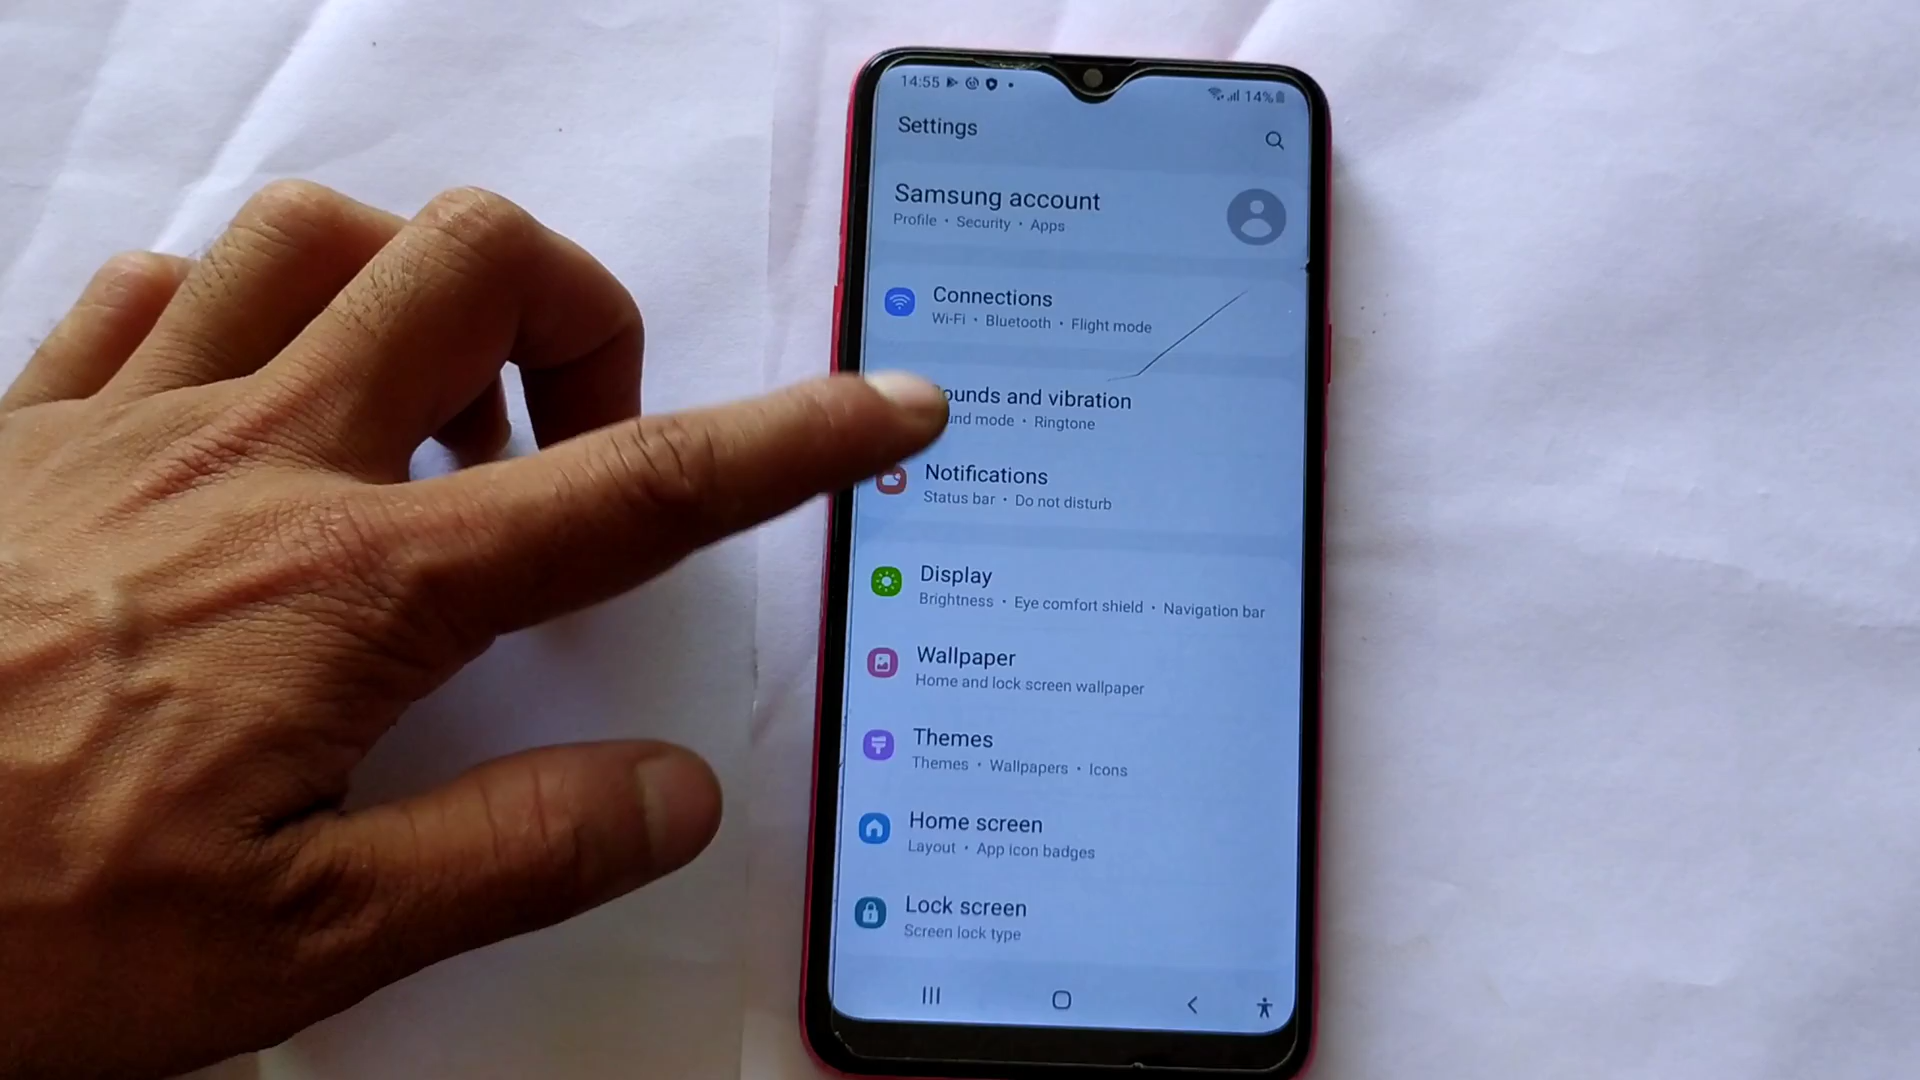 14:55
14%
Settings
Samsung account
Profile • Security • Apps
Connections
Wi-Fi • Bluetooth • Flight mode
ounds and vibration
und mode • Ringtone
Notifications
Status bar • Do not disturb
Display
Brightness • Eye comfort shield • Navigation bar
Wallpaper
Home and lock screen wallpaper
Themes
Themes • Wallpapers • Icons
Home screen
Layout • App icon badges
Lock screen
Screen lock type